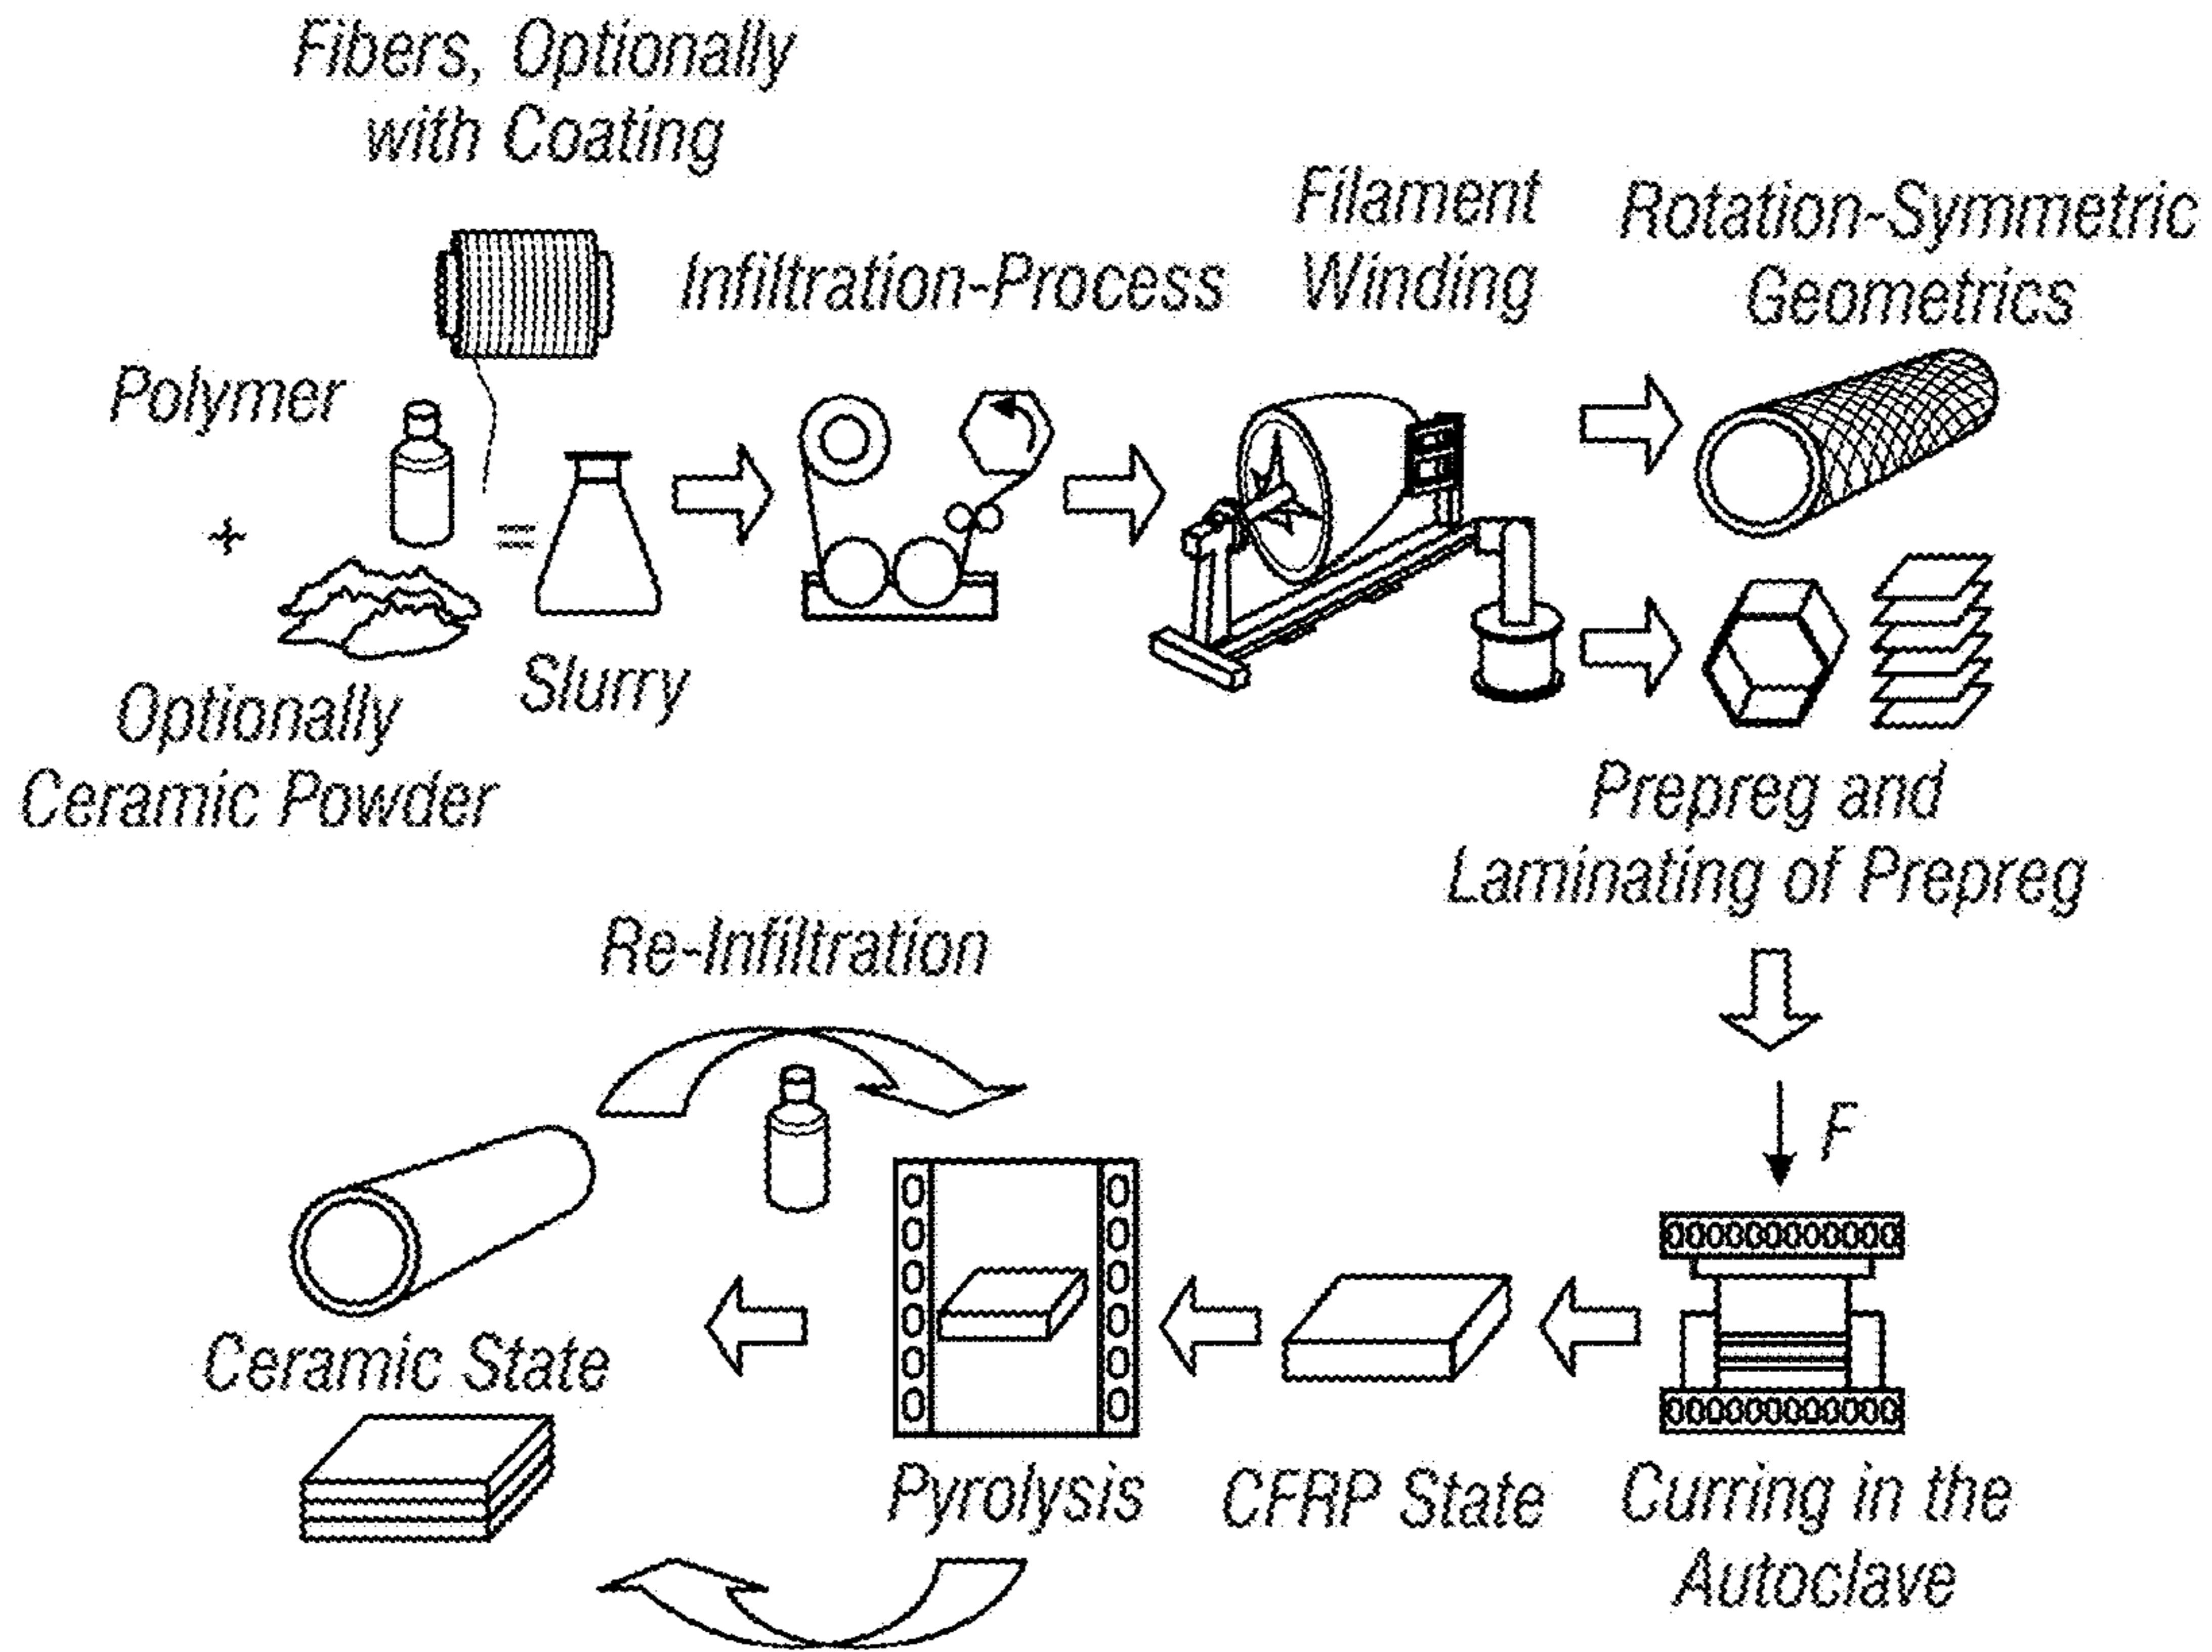 Fibers, Optionally
with Coating
Polymer
+
=
Optionally
Ceramic Powder
Slurry
Infiltration-Process
Filament
Winding
Rotation-Symmetric
Geometrics
Prepreg and
Laminating of Prepreg
F
Curring in the
Autoclave
CFRP State
Pyrolysis
Re-Infiltration
Ceramic State